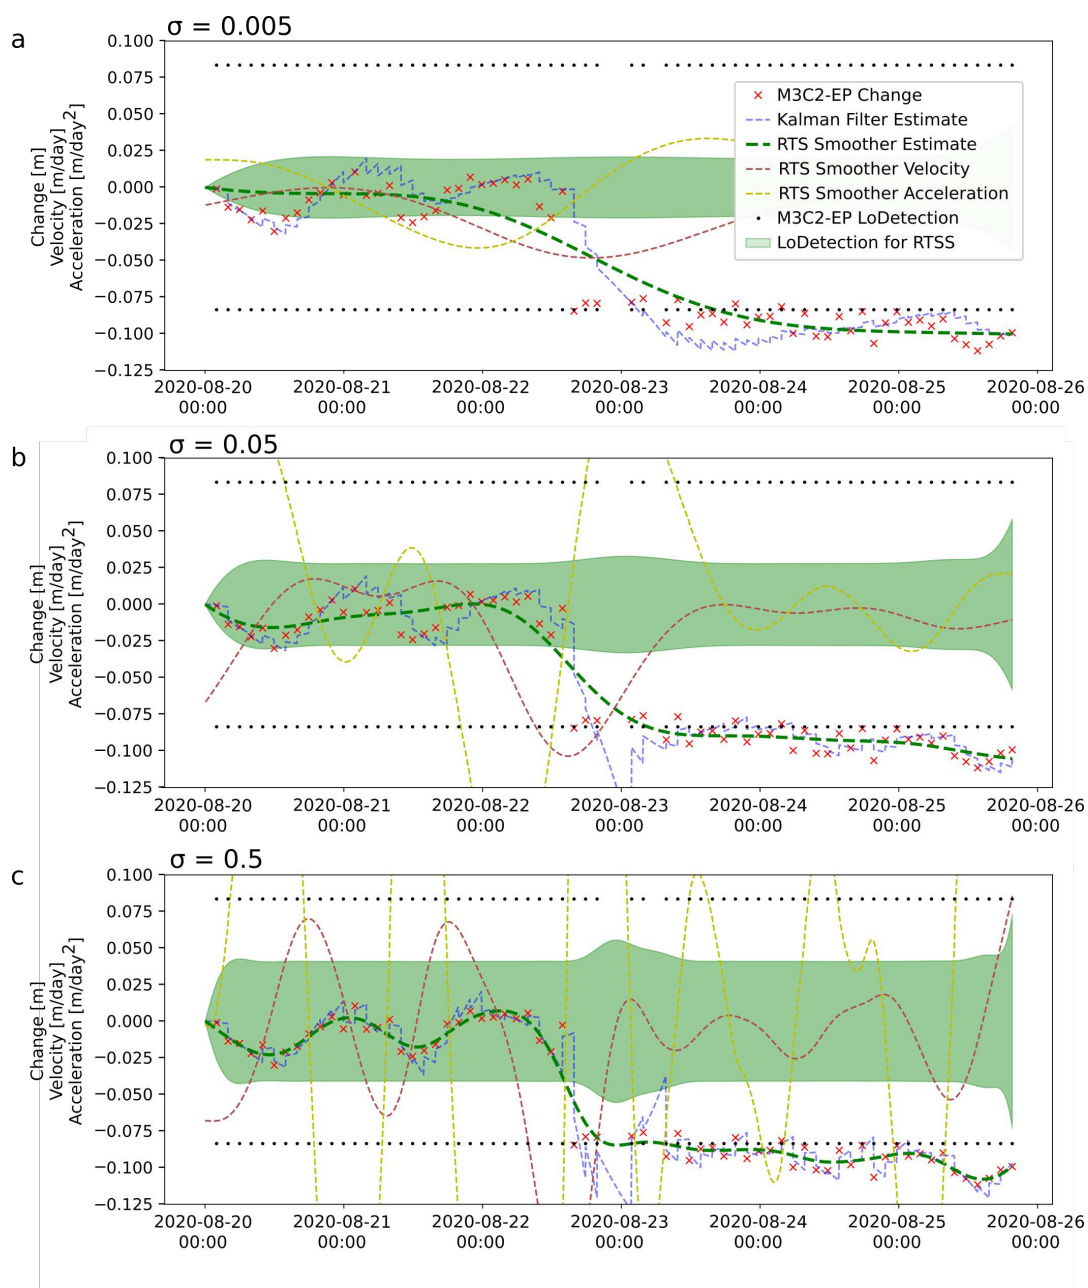 a
σ = 0.005
Change [m]
Velocity [m/day]
Acceleration [m/day²]
0.100
0.075
0.050
0.025
0.000
−0.025
−0.050
−0.075
−0.100
−0.125
M3C2-EP Change
Kalman Filter Estimate
RTS Smoother Estimate
RTS Smoother Velocity
RTS Smoother Acceleration
M3C2-EP LoDetection
LoDetection for RTSS
2020-08-20 2020-08-21 2020-08-22 2020-08-23 2020-08-24 2020-08-25 2020-08-26
00:00 00:00 00:00 00:00 00:00 00:00 00:00
b
σ = 0.05
Change [m]
Velocity [m/day]
Acceleration [m/day²]
0.100
0.075
0.050
0.025
0.000
−0.025
−0.050
−0.075
−0.100
−0.125
2020-08-20 2020-08-21 2020-08-22 2020-08-23 2020-08-24 2020-08-25 2020-08-26
00:00 00:00 00:00 00:00 00:00 00:00 00:00
c
σ = 0.5
Change [m]
Velocity [m/day]
Acceleration [m/day²]
0.100
0.075
0.050
0.025
0.000
−0.025
−0.050
−0.075
−0.100
−0.125
2020-08-20 2020-08-21 2020-08-22 2020-08-23 2020-08-24 2020-08-25 2020-08-26
00:00 00:00 00:00 00:00 00:00 00:00 00:00